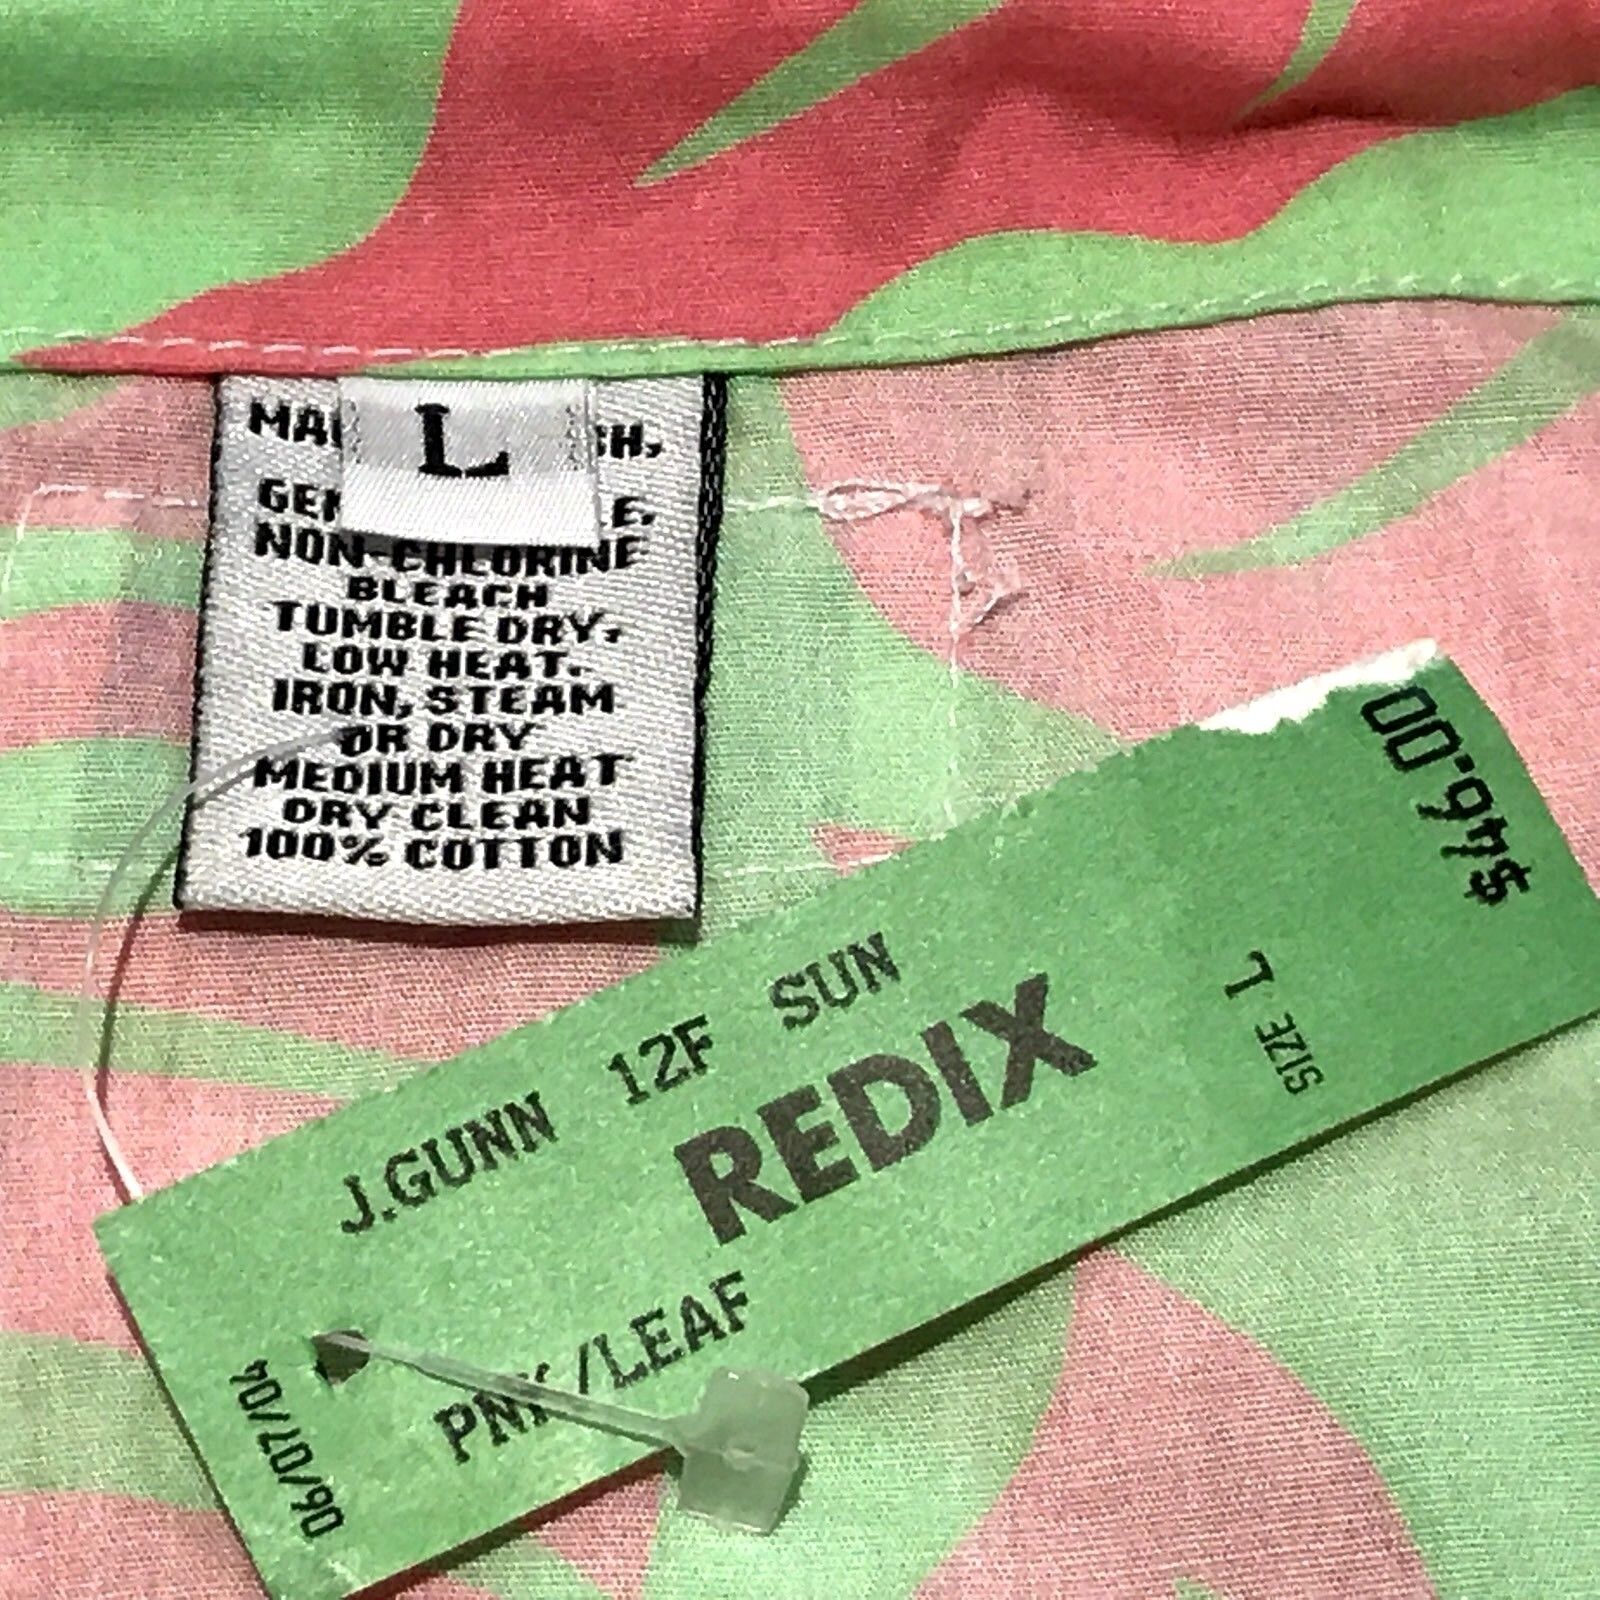 L
NON-CHLORINE
BLEACH
TUMBLE DRY,
LOW HEAT.
IRON, STEAM
OR DRY
MEDIUM HEAT
DRY CLEAN
100% COTTON
J.GUNN 12F SUN
REDIX
PNK/LEAF
06/07/04
SIZE L
$46.00